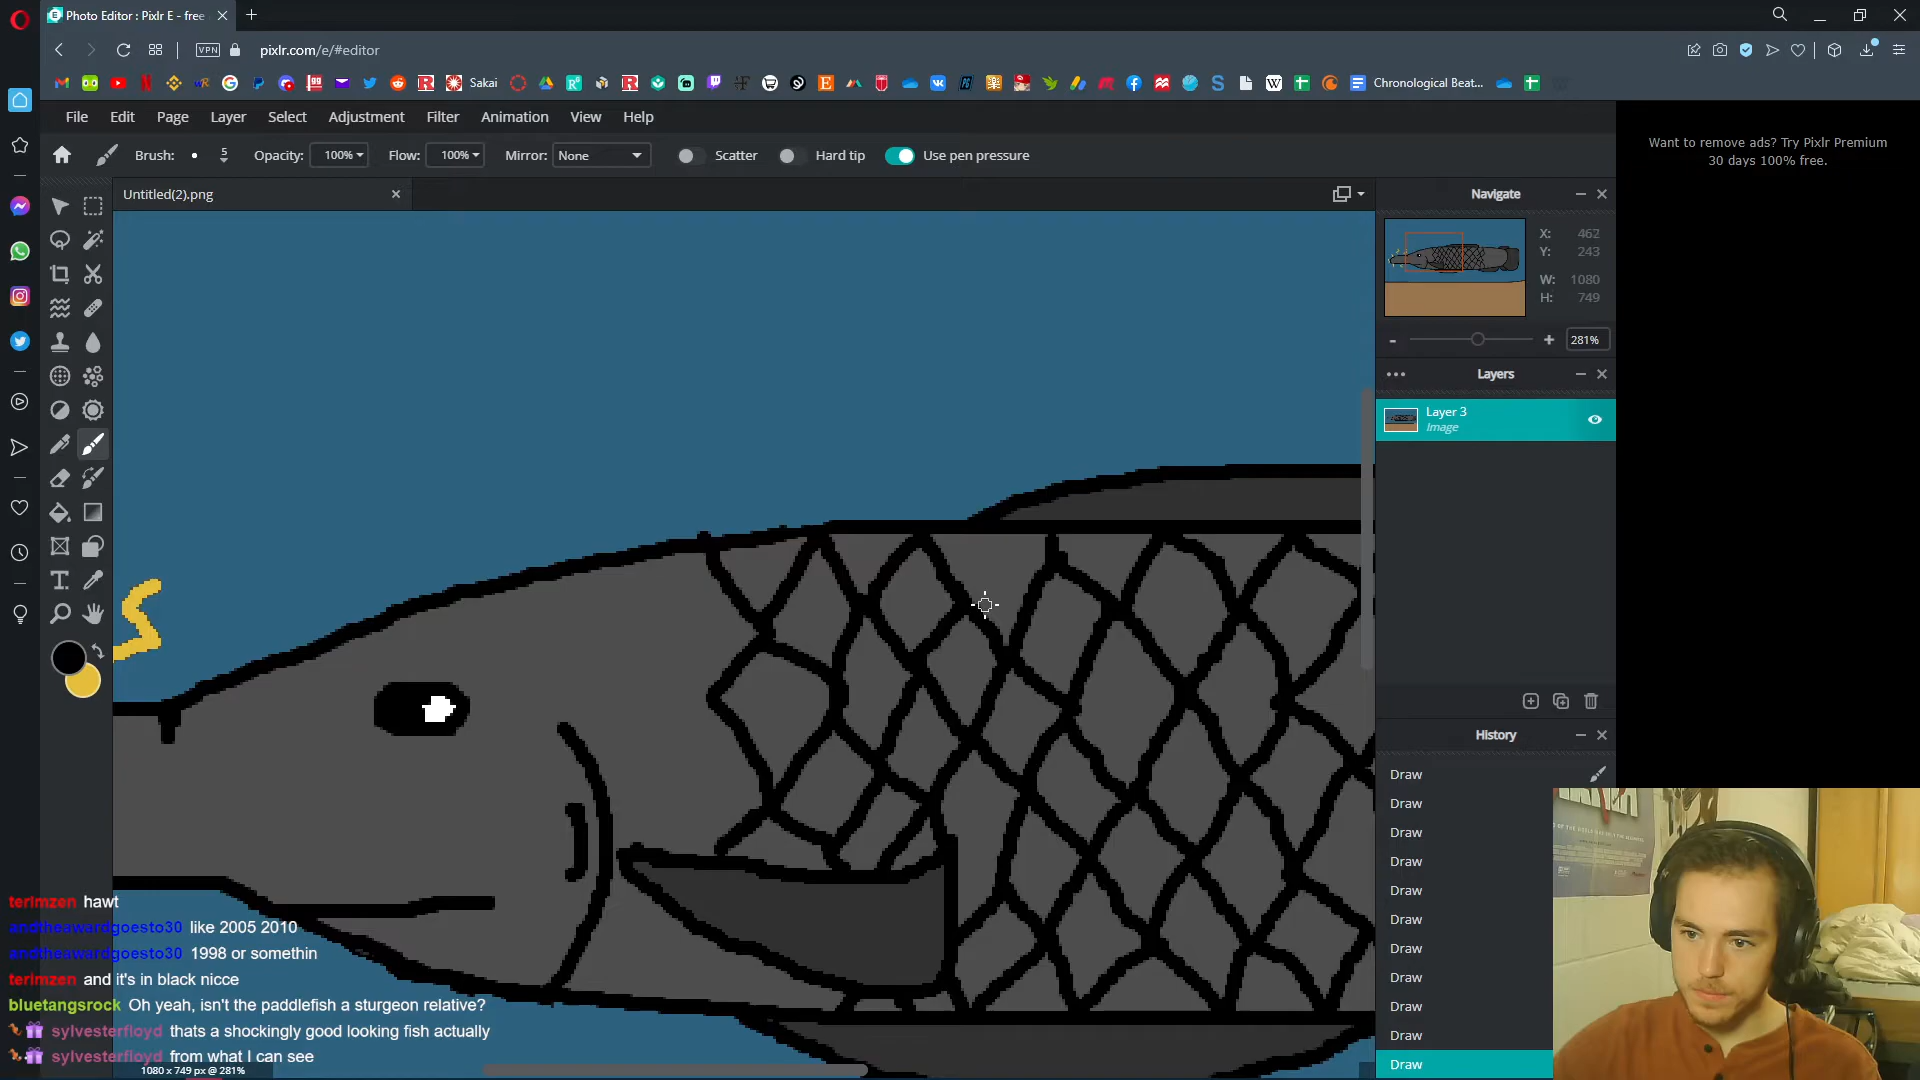 Photo Editor : Pixlr E - free
VPN
pixlr.com/e/#editor
Sakai
Chronological Beat...
File Edit Page Layer Select Adjustment Filter Animation View Help
Brush: 5 Opacity: 100% Flow: 100% Mirror: None Scatter Hard tip Use pen pressure
Want to remove ads? Try Pixlr Premium
30 days 100% free.
Untitled(2).png
Navigate
X: 462
Y: 243
W: 1080
H: 749
281%
Layers
Layer 3
Image
History
Draw
Draw
Draw
Draw
Draw
Draw
Draw
Draw
Draw
Draw
Draw
terimzen hawt
andtheawardgoesto30 like 2005 2010
andtheawardgoesto30 1998 or somethin
terimzen and it's in black nicce
bluetangsrock Oh yeah, isn't the paddlefish a sturgeon relative?
sylvesterfloyd thats a shockingly good looking fish actually
sylvesterfloyd from what I can see
1080 x 749 px @ 281%